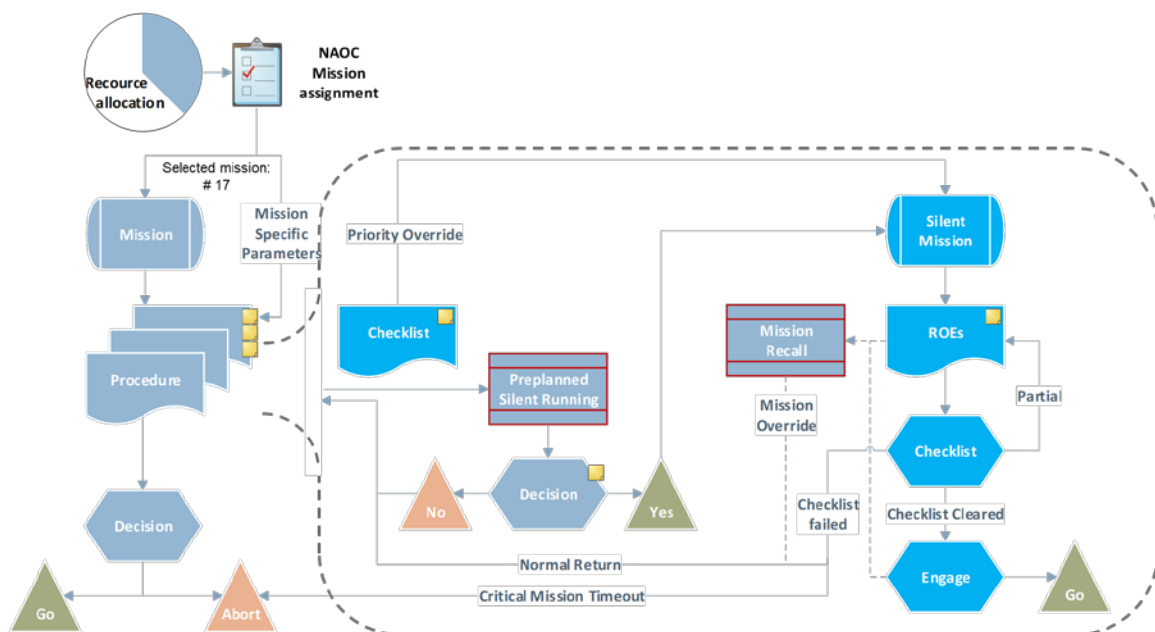 Recource
allocation
NAOC
Mission
assignment
Selected mission:
# 17
Mission
Mission
Specific
Parameters
Procedure
Decision
Go
Abort
Priority Override
Checklist
Preplanned
Silent Running
Decision
No
Yes
Silent
Mission
ROEs
Mission
Recall
Mission
Override
Partial
Checklist
Checklist
failed
Checklist Cleared
Normal Return
Critical Mission Timeout
Engage
Go